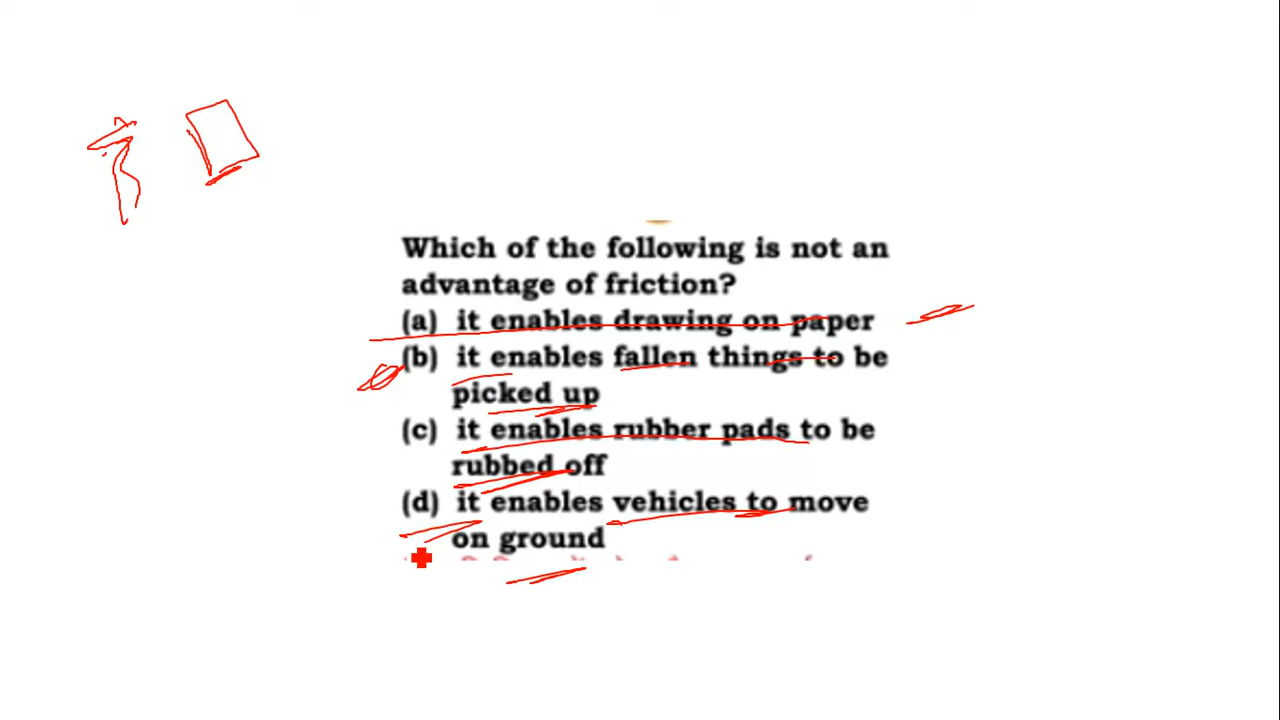 Which of the following is not an
advantage of friction?
(a) it enables drawing on paper
(b) it enables fallen things to be
picked up
(c) it enables rubber pads to be
rubbed off
(d) it enables vehicles to move
on ground